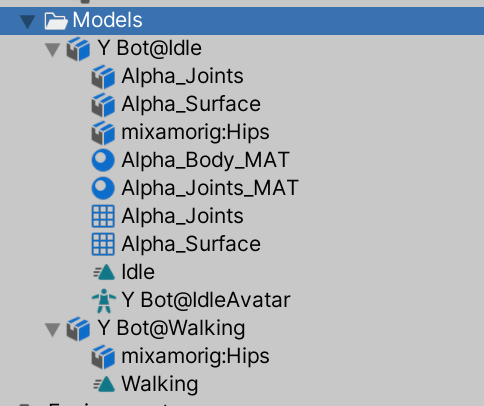 Models
Y Bot@Idle
Alpha_Joints
Alpha_Surface
mixamorig:Hips
Alpha_Body_MAT
Alpha_Joints_MAT
Alpha_Joints
Alpha_Surface
Idle
Y Bot@IdleAvatar
Y Bot@Walking
mixamorig:Hips
Walking